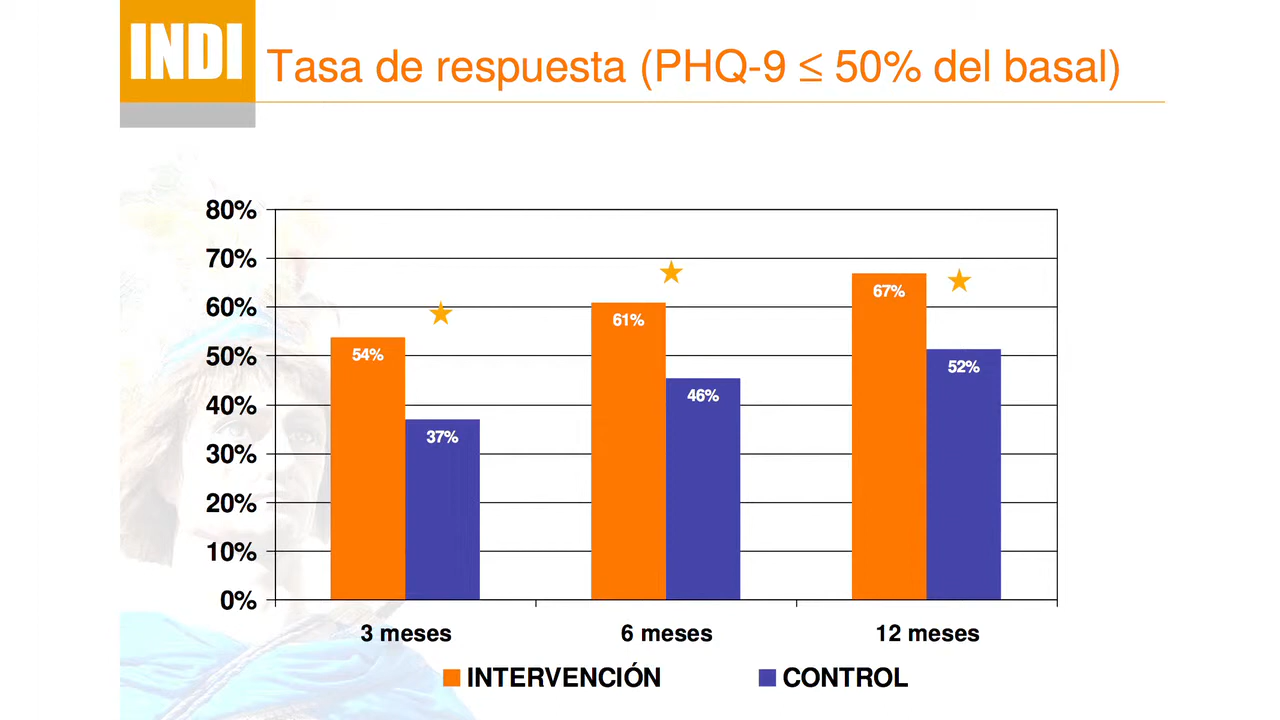 INDI
Tasa de respuesta (PHQ-9 ≤ 50% del basal)
80%
70%
60%
50%
40%
30%
20%
10%
0%
54%
37%
61%
46%
67%
52%
3 meses
6 meses
12 meses
INTERVENCIÓN
CONTROL